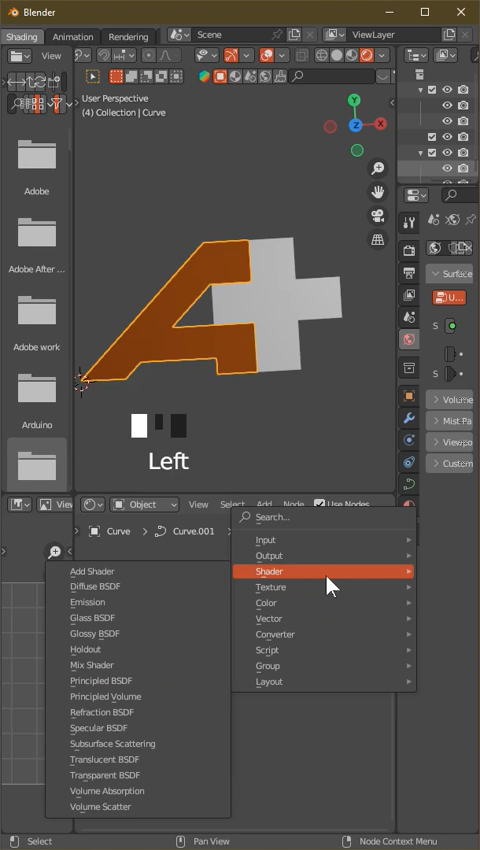 Blender
Shading
Animation
Rendering
Scene
ViewLayer
View
User Perspective
(4) Collection | Curve
Y
X
Z
Adobe
Adobe After ...
Adobe work
Arduino
Surface
U...
S
S
Volume
Mist Pa
Viewpo
Custom
Left
View
Object
View
Select
Add
Node
Use Nodes
Curve
Curve.001
Search...
Input
Output
Shader
Texture
Color
Vector
Converter
Script
Group
Layout
Add Shader
Diffuse BSDF
Emission
Glass BSDF
Glossy BSDF
Holdout
Mix Shader
Principled BSDF
Principled Volume
Refraction BSDF
Specular BSDF
Subsurface Scattering
Translucent BSDF
Transparent BSDF
Volume Absorption
Volume Scatter
Select
Pan View
Node Context Menu